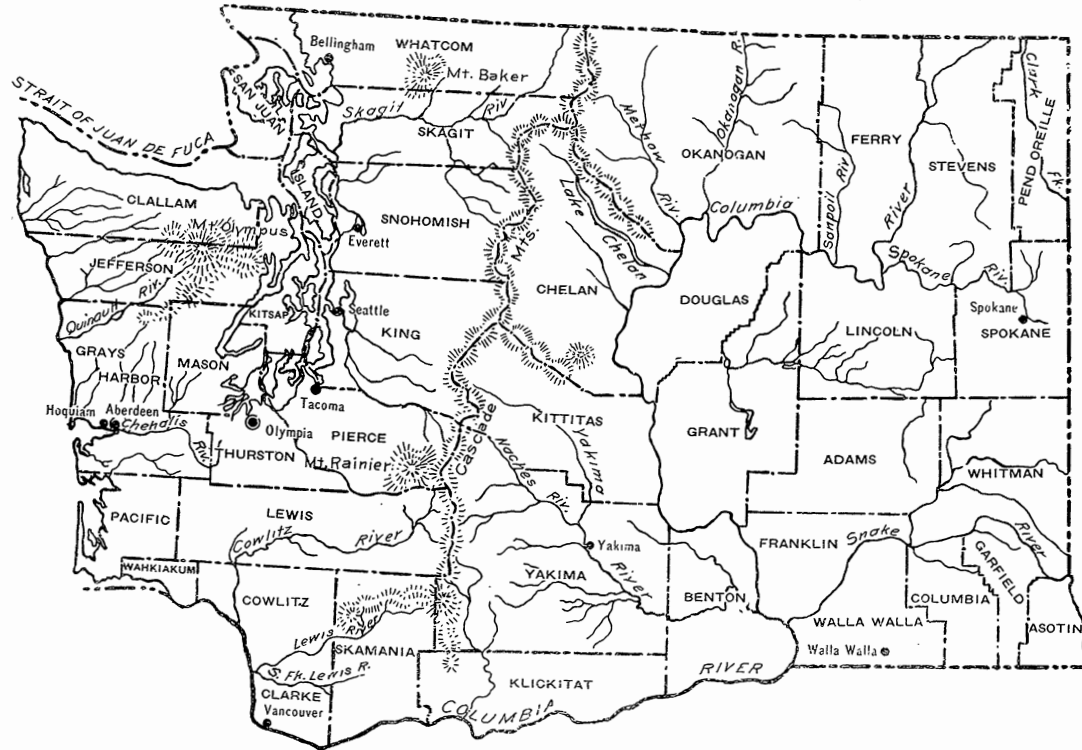 Bellingham
WHATCOM
Mt. Baker
SAN JUAN
STRAIT OF JUAN DE FUCA
Skagit Riv
SKAGIT
ISLAND
Methow Riv.
Okanogan R.
OKANOGAN
FERRY
Sanpoil Riv
STEVENS
PEND OREILLE
Clark Fk.
CLALLAM
Mt. Olympus
JEFFERSON
SNOHOMISH
Everett
Lake Chelan
Columbia River
Spokane Riv.
CHELAN
DOUGLAS
Quinault Riv.
KITSAP
Seattle
KING
LINCOLN
Spokane
SPOKANE
GRAYS HARBOR
MASON
Hoquiam
Aberdeen
Chehalis Riv.
Olympia
Tacoma
PIERCE
Cascade Mts.
KITTITAS
GRANT
THURSTON
Mt. Rainier
Naches Riv.
Yakima River
ADAMS
WHITMAN
PACIFIC
LEWIS
Cowlitz River
Yakima
FRANKLIN
Snake River
WAHKIAKUM
COWLITZ
YAKIMA
BENTON
GARFIELD
COLUMBIA
Lewis River
SKAMANIA
WALLA WALLA
Walla Walla
ASOTIN
S. Fk. Lewis R.
KLICKITAT
CLARKE
Vancouver
COLUMBIA RIVER